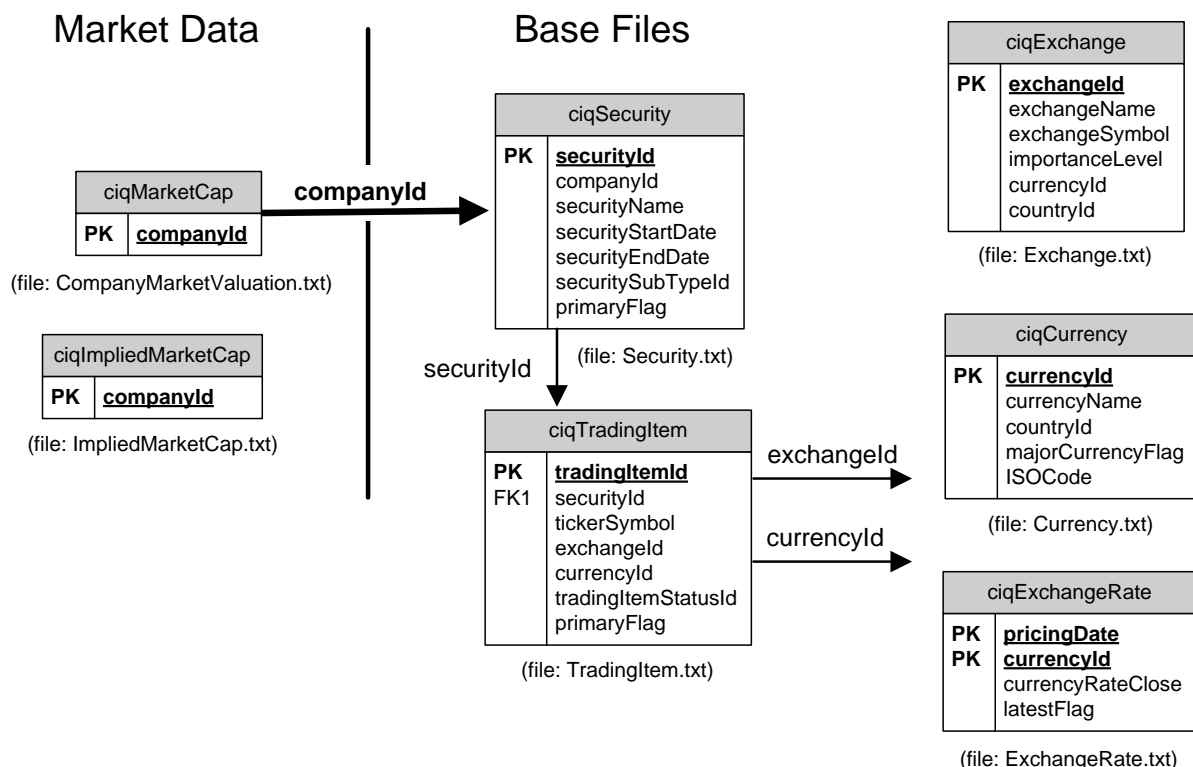 Market Data
Base Files
ciqMarketCap
PK companyId
(file: CompanyMarketValuation.txt)
ciqImpliedMarketCap
PK companyId
(file: ImpliedMarketCap.txt)
companyId
ciqSecurity
PK securityId
companyId
securityName
securityStartDate
securityEndDate
securitySubTypeId
primaryFlag
(file: Security.txt)
securityId
ciqTradingItem
PK tradingItemId
FK1 securityId
tickerSymbol
exchangeId
currencyId
tradingItemStatusId
primaryFlag
(file: TradingItem.txt)
exchangeId
currencyId
ciqExchange
PK exchangeId
exchangeName
exchangeSymbol
importanceLevel
currencyId
countryId
(file: Exchange.txt)
ciqCurrency
PK currencyId
currencyName
countryId
majorCurrencyFlag
ISOCode
(file: Currency.txt)
ciqExchangeRate
PK pricingDate
PK currencyId
currencyRateClose
latestFlag
(file: ExchangeRate.txt)